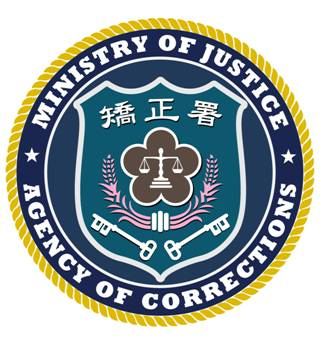 MINISTRY OF JUSTICE
矯正署
AGENCY OF CORRECTIONS